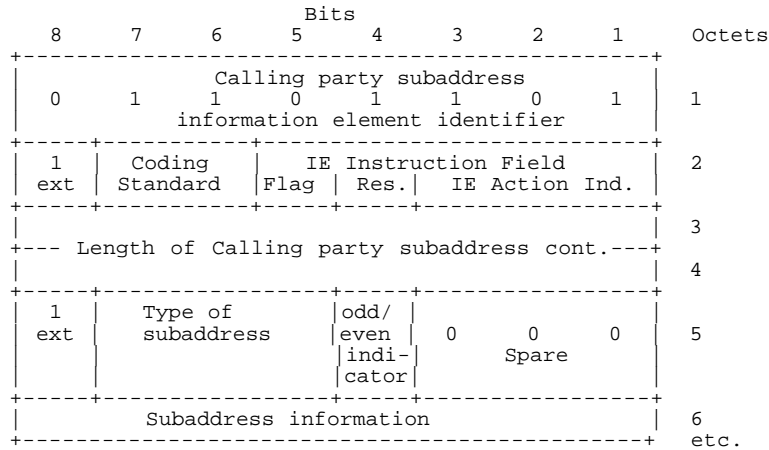 Bits
8 7 6 5 4 3 2 1 Octets
+-----------------------------------------------+
| Calling party subaddress |
| 0 1 1 0 1 1 0 1 | 1
| information element identifier |
+-----+-----------+-----------------------------+
| 1 | Coding | IE Instruction Field | 2
| ext | Standard |Flag | Res.| IE Action Ind. |
+-----+-----------+-----+-----+-----------------+
| | 3
+--- Length of Calling party subaddress cont.---+
| | 4
+-----+-----------------+-----+-----------------+
| 1 | Type of |odd/ |
| ext | subaddress |even | 0 0 0 | 5
| | |indi-| Spare |
| | |cator| |
+-----+-----------------+-----+-----------------+
| Subaddress information | 6
+-----------------------------------------------+ etc.